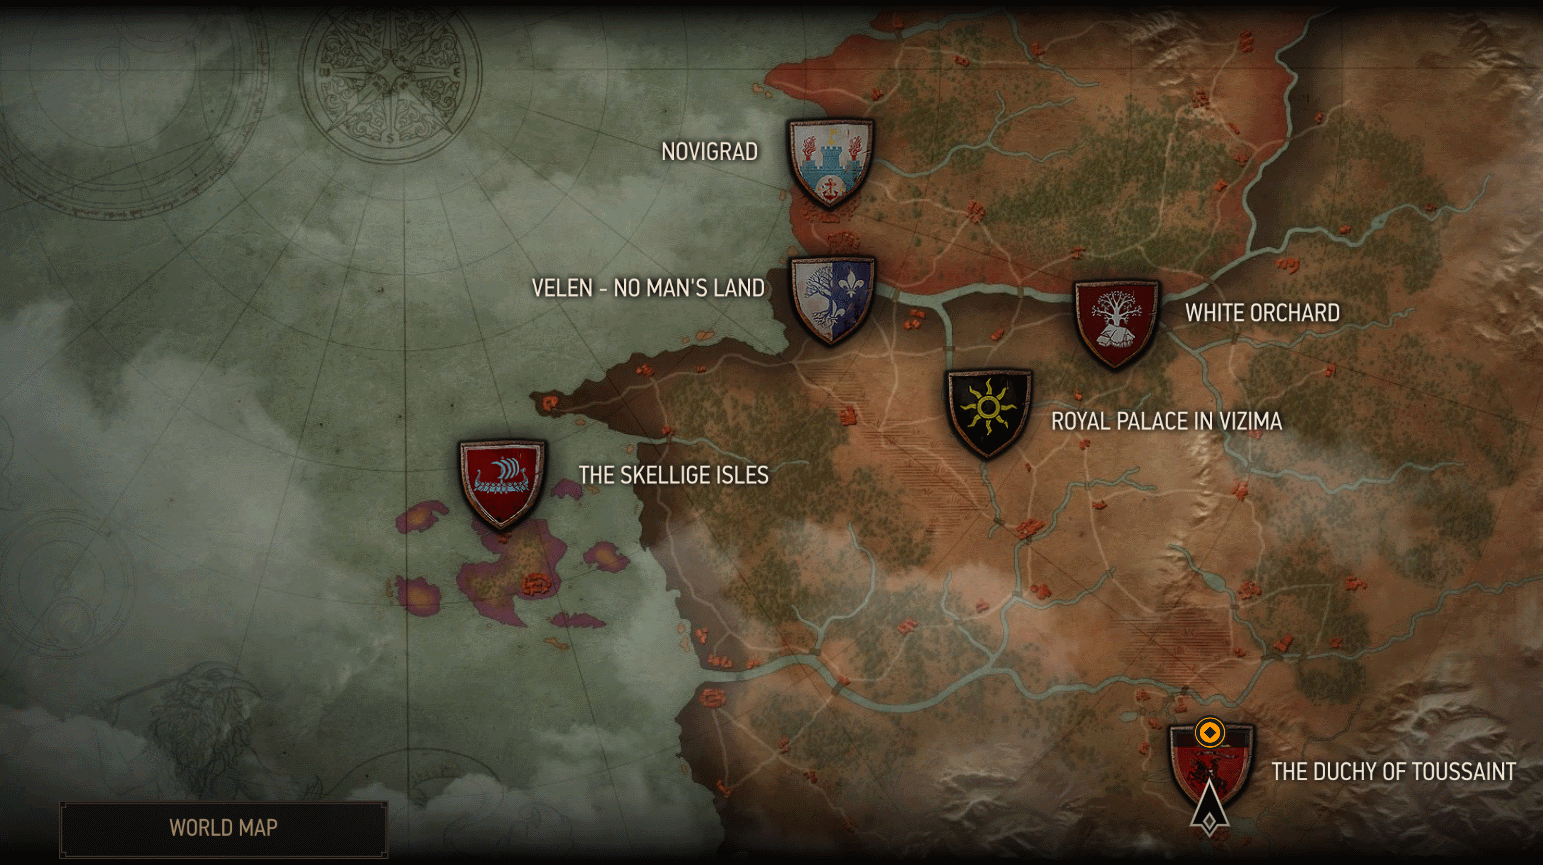 NOVIGRAD
VELEN - NO MAN'S LAND
WHITE ORCHARD
ROYAL PALACE IN VIZIMA
THE SKELLIGE ISLES
THE DUCHY OF TOUSSAINT
WORLD MAP